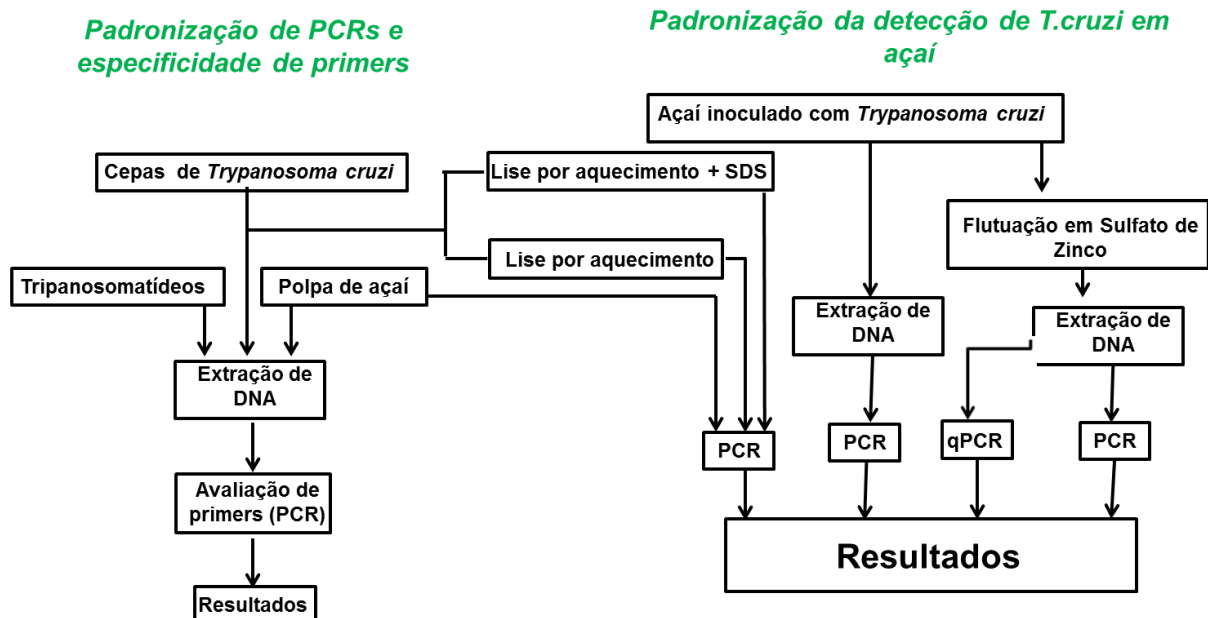 Padronização de PCRs e
especificidade de primers
Padronização da detecção de T.cruzi em
açaí
Açaí inoculado com Trypanosoma cruzi
Cepas de Trypanosoma cruzi
Lise por aquecimento + SDS
Flutuação em Sulfato de
Zinco
Lise por aquecimento
Tripanosomatídeos
Polpa de açaí
Extração de
DNA
Extração de
DNA
Extração de
DNA
PCR
PCR
qPCR
PCR
Avaliação de
primers (PCR)
Resultados
Resultados